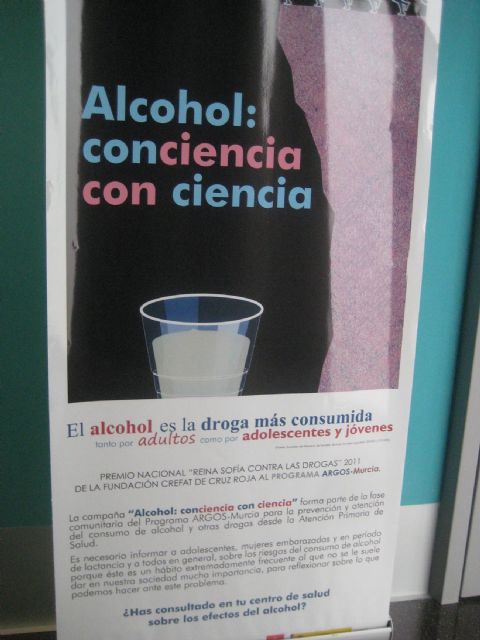 Alcohol:
conciencia
con ciencia
El alcohol es la droga más consumida
tanto por adultos como por adolescentes y jóvenes
PREMIO NACIONAL "REINA SOFÍA CONTRA LAS DROGAS" 2011
DE LA FUNDACIÓN CREFAT DE CRUZ ROJA AL PROGRAMA ARGOS-Murcia.
La campaña "Alcohol: conciencia con ciencia" forma parte de la fase
comunitaria del Programa ARGOS-Murcia para la prevención y atención
del consumo de alcohol y otras drogas desde la Atención Primaria de
Salud.
Es necesario informar a adolescentes, mujeres embarazadas y en periodo
de lactancia y a todos en general, sobre los riesgos del consumo de alcohol
porque éste es un hábito extremadamente frecuente al que no se le suele
dar en nuestra sociedad mucha importancia, para reflexionar sobre lo que
podemos hacer ante este problema.
¿Has consultado en tu centro de salud
sobre los efectos del alcohol?